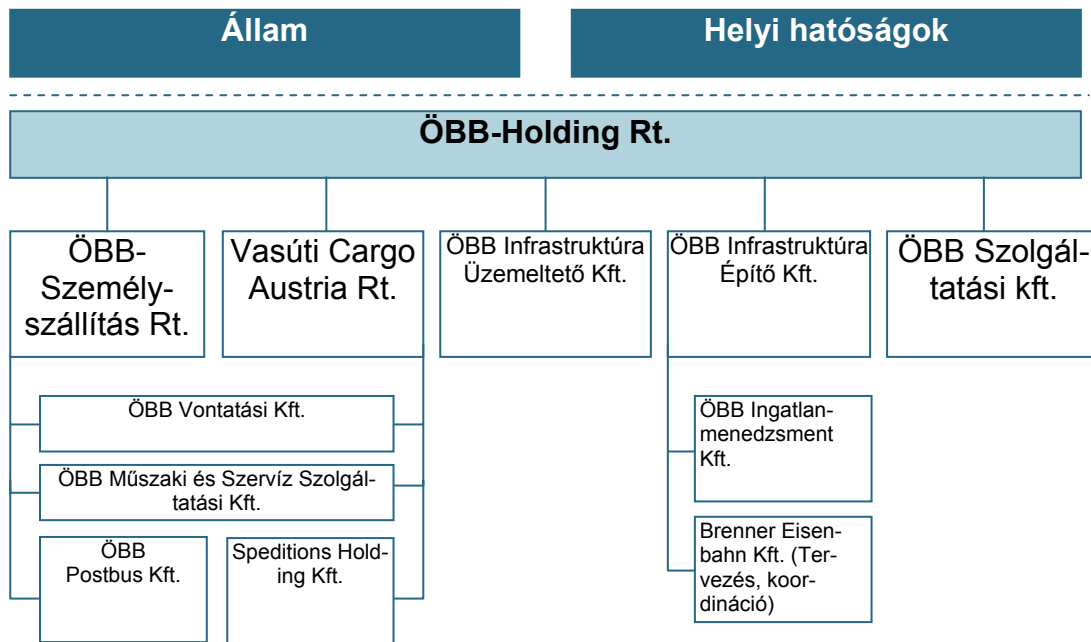 Állam
Helyi hatóságok
ÖBB-Holding Rt.
ÖBB-
Személy-
szállítás Rt.
Vasúti Cargo
Austria Rt.
ÖBB Infrastruktúra
Üzemeltető Kft.
ÖBB Infrastruktúra
Építő Kft.
ÖBB Szolgál-
tatási kft.
ÖBB Vontatási Kft.
ÖBB Műszaki és Szervíz Szolgál-
tatási Kft.
ÖBB
Postbus Kft.
Speditions Hold-
ing Kft.
ÖBB Ingatlan-
menedzsment
Kft.
Brenner Eisen-
bahn Kft. (Ter-
vezés, koor-
dináció)